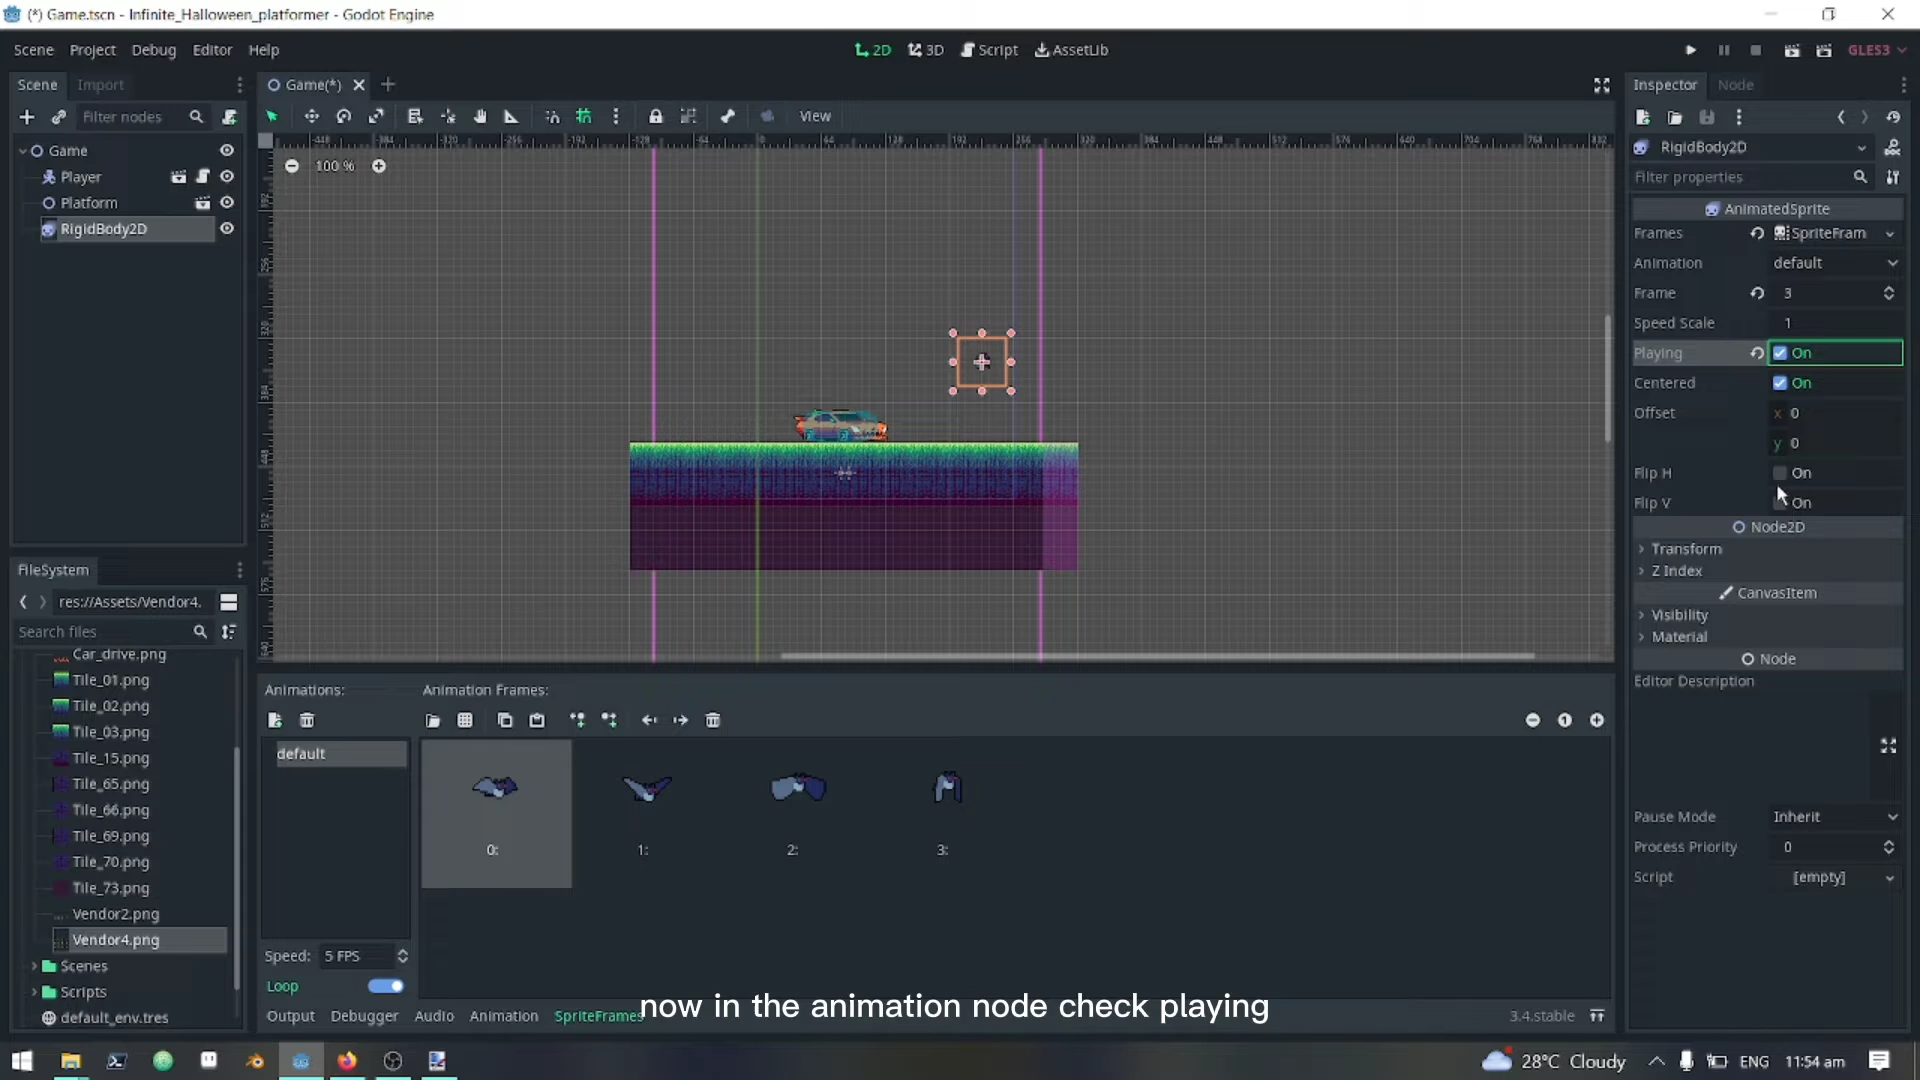 (*) Game.tscn - Infinite_Halloween_platformer - Godot Engine
Scene Project Debug Editor Help
2D 3D Script AssetLib
GLES3
Scene Import
Game(*)
Inspector Node
Filter nodes
View
RigidBody2D
Filter properties
100 %
Game
Player
Platform
RigidBody2D
AnimatedSprite
Frames SpriteFram
Animation default
Frame 3
Speed Scale 1
Playing On
Centered On
Offset x 0
y 0
Flip H On
Flip V On
Node2D
Transform
Z Index
CanvasItem
Visibility
Material
Node
Editor Description
Pause Mode Inherit
Process Priority 0
Script [empty]
FileSystem
res://Assets/Vendor4.
Search files
Car_drive.png
Tile_01.png
Tile_02.png
Tile_03.png
Tile_15.png
Tile_65.png
Tile_66.png
Tile_69.png
Tile_70.png
Tile_73.png
Vendor2.png
Vendor4.png
Scenes
Scripts
default_env.tres
Animations: Animation Frames:
default
0: 1: 2: 3:
Speed: 5 FPS
Loop
now in the animation node check playing
Output Debugger Audio Animation SpriteFrames
3.4.stable
28°C Cloudy ENG 11:54 am